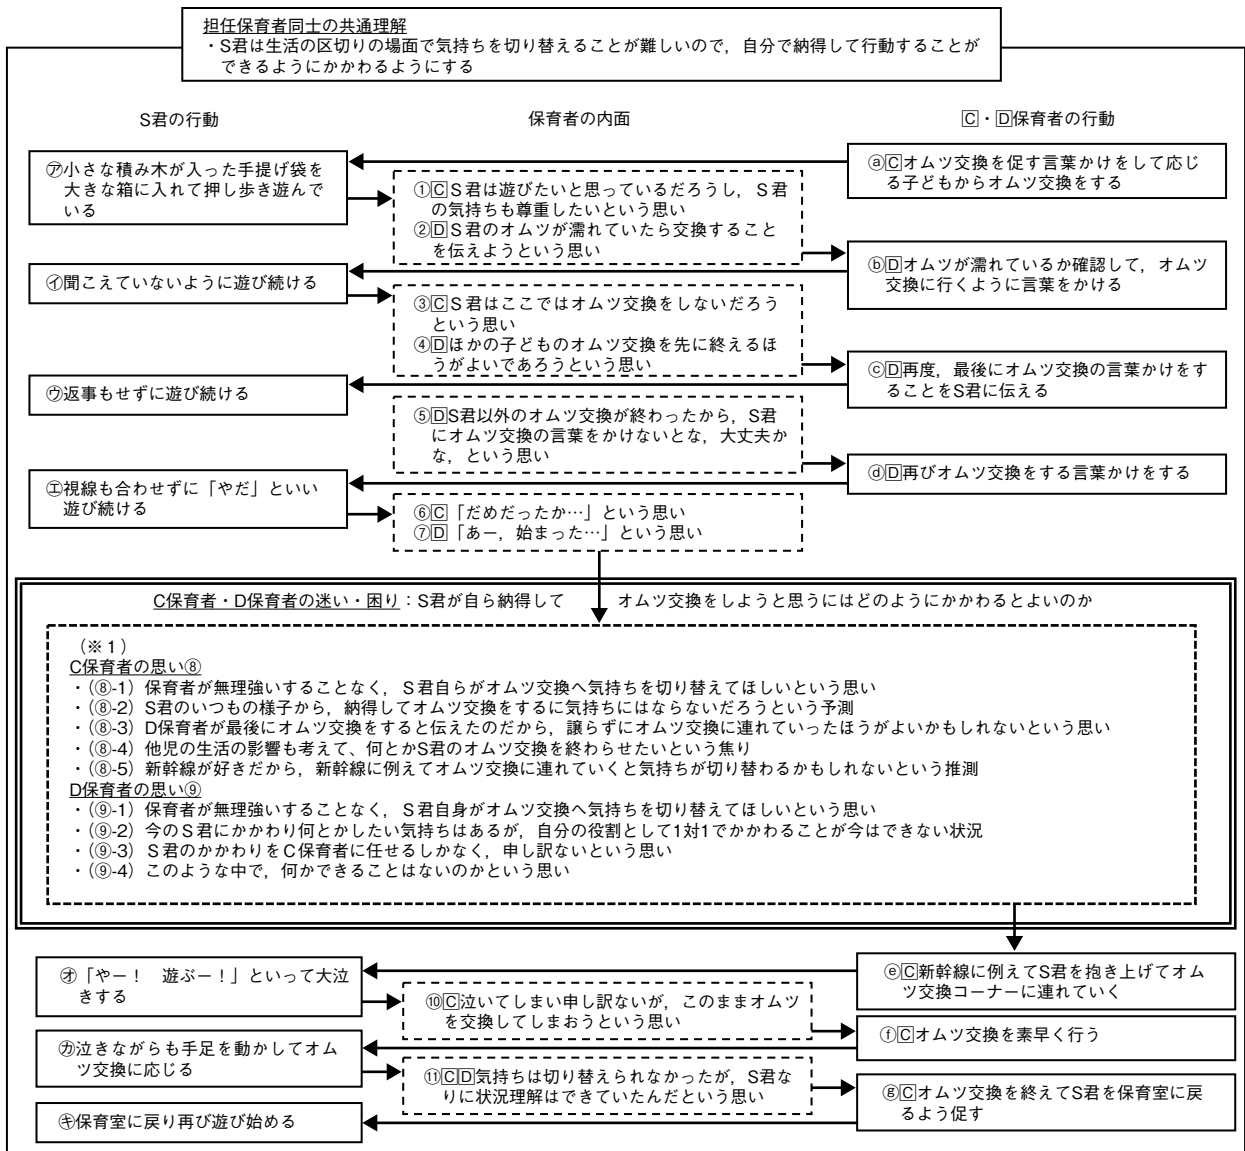 担任保育者同士の共通理解
・S君は生活の区切りの場面で気持ちを切り替えることが難しいので，自分で納得して行動することが
できるようにかかわるようにする
S君の行動
保育者の内面
🄲・🄳保育者の行動
㋐小さな積み木が入った手提げ袋を
大きな箱に入れて押し歩き遊んで
いる
ⓐ🄲オムツ交換を促す言葉かけをして応じ
る子どもからオムツ交換をする
①🄲S君は遊びたいと思っているだろうし，S君
の気持ちも尊重したいという思い
②🄳S君のオムツが濡れていたら交換すること
を伝えようという思い
ⓑ🄳オムツが濡れているか確認して，オムツ
交換に行くように言葉をかける
㋑聞こえていないように遊び続ける
③🄲S君はここではオムツ交換をしないだろう
という思い
④🄳ほかの子どものオムツ交換を先に終えるほ
うがよいであろうという思い
ⓒ🄳再度，最後にオムツ交換の言葉かけをす
ることをS君に伝える
㋒返事もせずに遊び続ける
⑤🄳S君以外のオムツ交換が終わったから，S君
にオムツ交換の言葉をかけないとな，大丈夫か
な，という思い
ⓓ🄳再びオムツ交換をする言葉かけをする
㋓視線も合わせずに「やだ」といい
遊び続ける
⑥🄲「だめだったか…」という思い
⑦🄳「あー，始まった…」という思い
C保育者・D保育者の迷い・困り：S君が自ら納得して　オムツ交換をしようと思うにはどのようにかかわるとよいのか
（※1）
C保育者の思い⑧
・（⑧-1）保育者が無理強いすることなく，S君自らがオムツ交換へ気持ちを切り替えてほしいという思い
・（⑧-2）S君のいつもの様子から，納得してオムツ交換をするに気持ちにはならないだろうという予測
・（⑧-3）D保育者が最後にオムツ交換をすると伝えたのだから，譲らずにオムツ交換に連れていったほうがよいかもしれないという思い
・（⑧-4）他児の生活の影響も考えて、何とかS君のオムツ交換を終わらせたいという焦り
・（⑧-5）新幹線が好きだから，新幹線に例えてオムツ交換に連れていくと気持ちが切り替わるかもしれないという推測
D保育者の思い⑨
・（⑨-1）保育者が無理強いすることなく，S君自身がオムツ交換へ気持ちを切り替えてほしいという思い
・（⑨-2）今のS君にかかわり何とかしたい気持ちはあるが，自分の役割として1対1でかかわることが今はできない状況
・（⑨-3）S君のかかわりをC保育者に任せるしかなく，申し訳ないという思い
・（⑨-4）このような中で，何かできることはないのかという思い
㋔「やー！　遊ぶー！」といって大泣
きする
ⓔ🄲新幹線に例えてS君を抱き上げてオム
ツ交換コーナーに連れていく
⑩🄲泣いてしまい申し訳ないが，このままオムツ
を交換してしまおうという思い
ⓕ🄲オムツ交換を素早く行う
㋕泣きながらも手足を動かしてオム
ツ交換に応じる
⑪🄲🄳気持ちは切り替えられなかったが，S君な
りに状況理解はできていたんだという思い
ⓖ🄲オムツ交換を終えてS君を保育室に戻
るよう促す
㋖保育室に戻り再び遊び始める